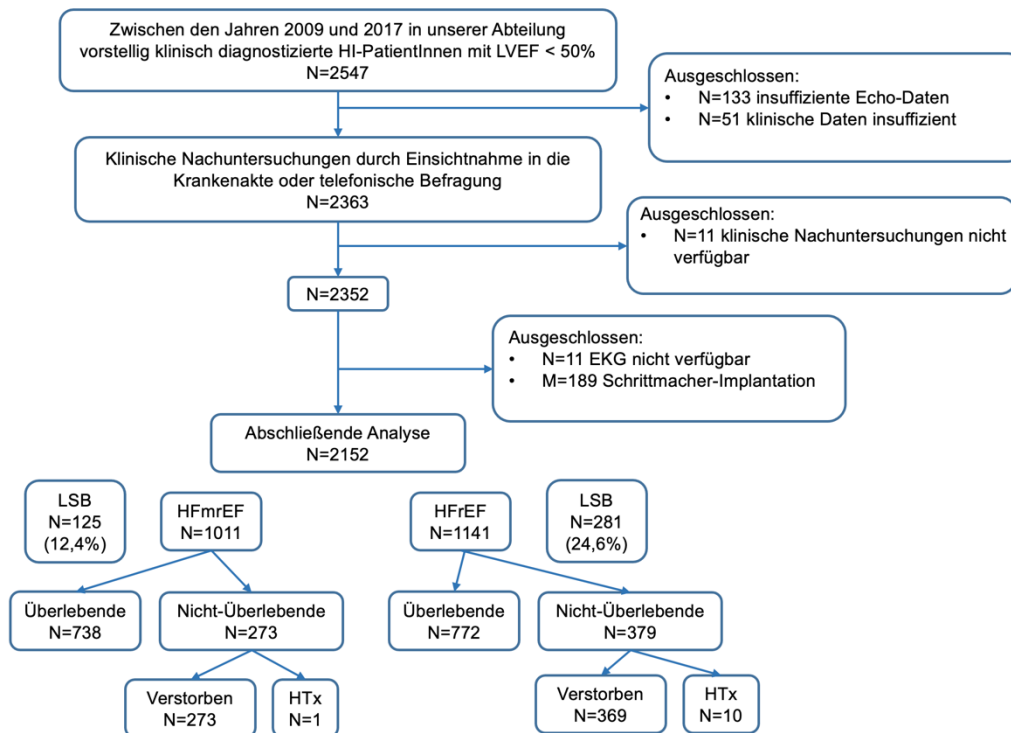 Zwischen den Jahren 2009 und 2017 in unserer Abteilung
vorstellig klinisch diagnostizierte HI-PatientInnen mit LVEF < 50%
N=2547
Ausgeschlossen:
• N=133 insuffiziente Echo-Daten
• N=51 klinische Daten insuffizient
Klinische Nachuntersuchungen durch Einsichtnahme in die
Krankenakte oder telefonische Befragung
N=2363
Ausgeschlossen:
• N=11 klinische Nachuntersuchungen nicht
verfügbar
N=2352
Ausgeschlossen:
• N=11 EKG nicht verfügbar
• M=189 Schrittmacher-Implantation
Abschließende Analyse
N=2152
LSB
N=125
(12,4%)
HFmrEF
N=1011
HFrEF
N=1141
LSB
N=281
(24,6%)
Überlebende
N=738
Nicht-Überlebende
N=273
Überlebende
N=772
Nicht-Überlebende
N=379
Verstorben
N=273
HTx
N=1
Verstorben
N=369
HTx
N=10